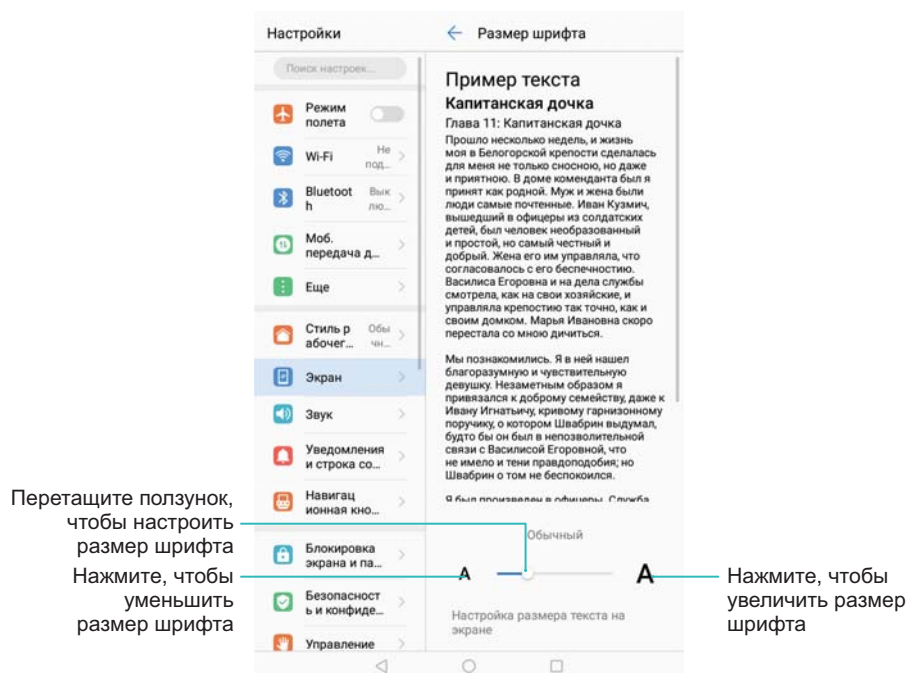 Настройки
Поиск настроек...
Режим
полета
Wi-Fi
Не
под...
Bluetoot
h
Вык
лю...
Моб.
передача д...
Еще
Стиль р
абочег...
Обы
чн...
Экран
Звук
Уведомления
и строка со...
Навигац
ионная кно...
Блокировка
экрана и па...
Безопасност
ь и конфиде...
Управление
Размер шрифта
Пример текста
Капитанская дочка
Глава 11: Капитанская дочка
Прошло несколько недель, и жизнь
моя в Белогорской крепости сделалась
для меня не только сносною, но даже
и приятною. В доме коменданта был я
принят как родной. Муж и жена были
люди самые почтенные. Иван Кузмич,
вышедший в офицеры из солдатских
детей, был человек необразованный
и простой, но самый честный и
добрый. Жена его им управляла, что
согласовалось с его беспечностию.
Василиса Егоровна и на дела службы
смотрела, как на свои хозяйские, и
управляла крепостию так точно, как и
своим домком. Марья Ивановна скоро
перестала со мною дичиться.
Мы познакомились. Я в ней нашел
благоразумную и чувствительную
девушку. Незаметным образом я
привязался к доброму семейству, даже к
Ивану Игнатьичу, кривому гарнизонному
поручику, о котором Швабрин выдумал,
будто бы он был в непозволительной
связи с Василисой Егоровной, что
не имело и тени правдоподобия; но
Швабрин о том не беспокоился.
Я был произведен в офицеры. Служба
Обычный
A
A
Настройка размера текста на
экране
Перетащите ползунок,
чтобы настроить
размер шрифта
Нажмите, чтобы
уменьшить
размер шрифта
Нажмите, чтобы
увеличить размер
шрифта